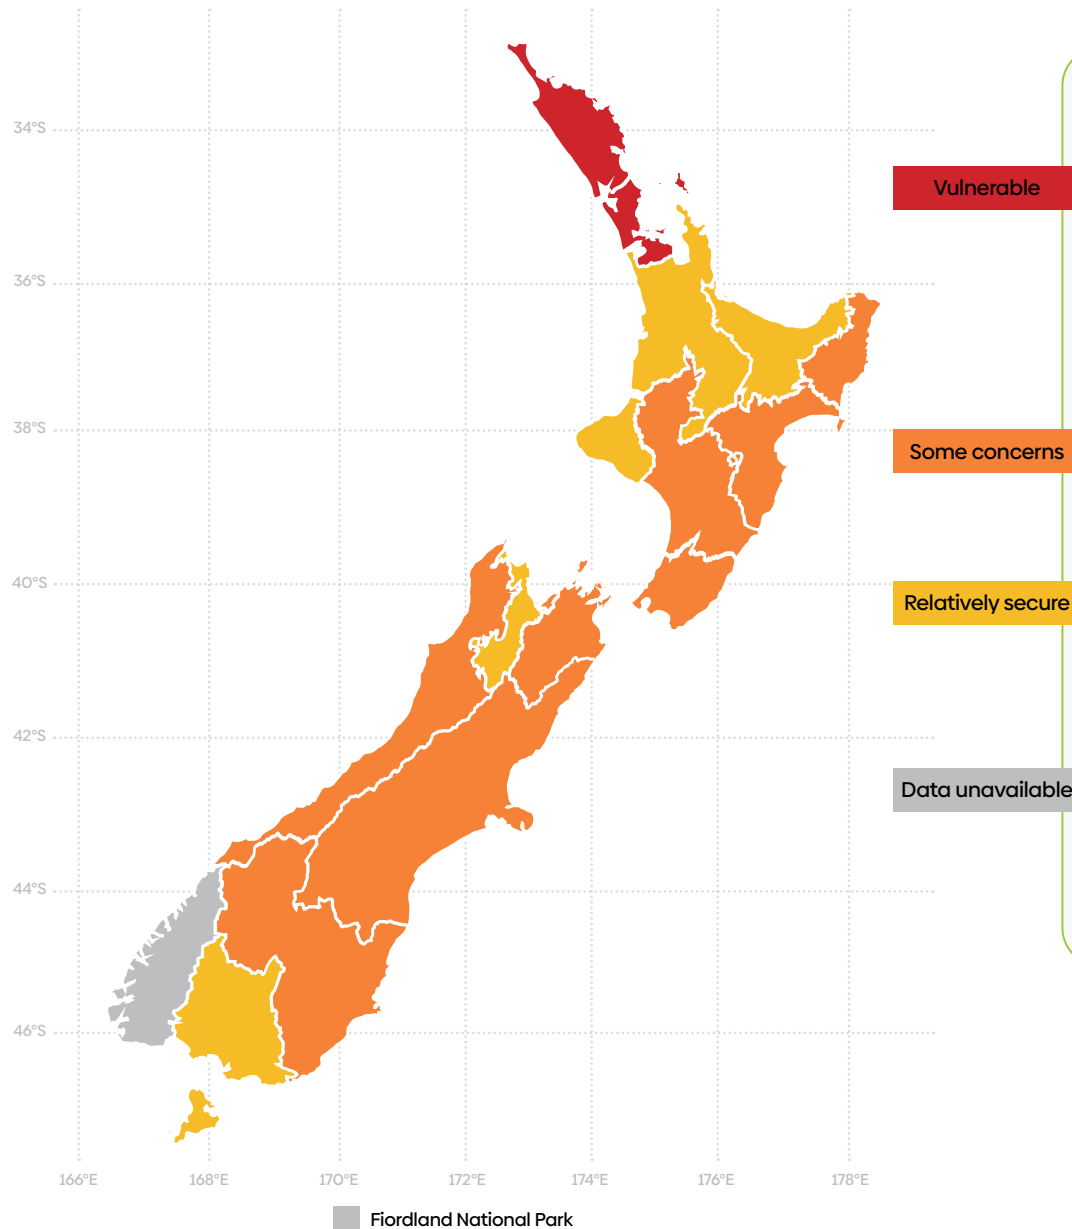 34°S
Vulnerable
36°S
38°S
Some concerns
40°S
Relatively secure
42°S
Data unavailable
44°S
46°S
166°E 168°E 170°E 172°E 174°E 176°E 178°E
Fiordland National Park